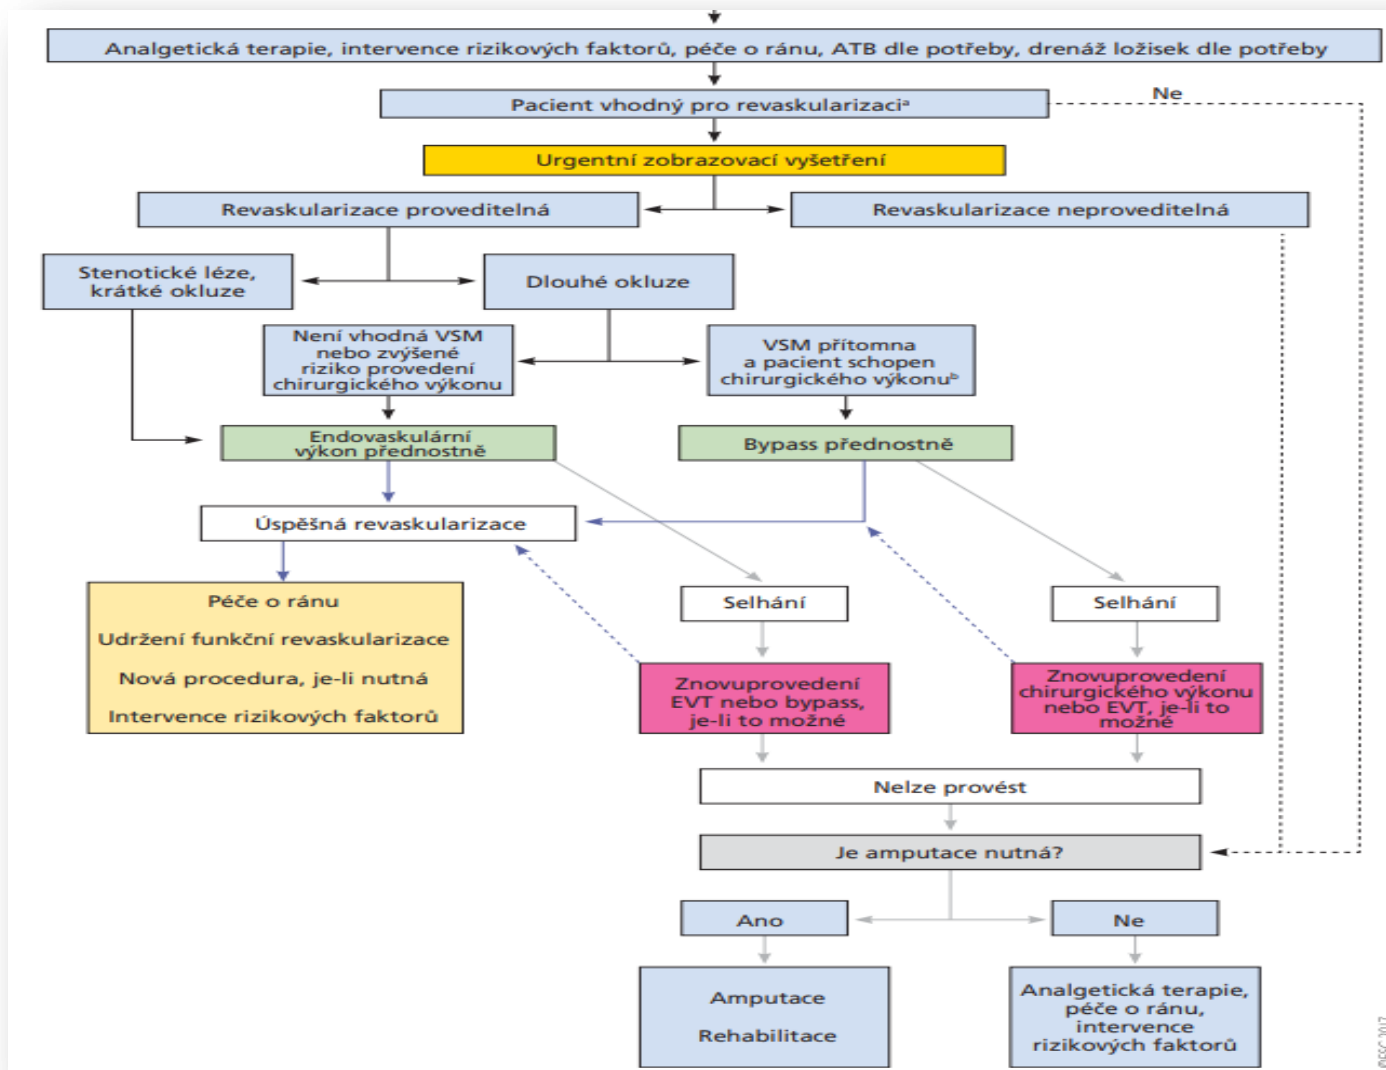 Analgetická terapie, intervence rizikových faktorů, péče o ránu, ATB dle potřeby, drenáž ložisek dle potřeby
Pacient vhodný pro revaskularizaciᵃ
Ne
Urgentní zobrazovací vyšetření
Revaskularizace proveditelná
Revaskularizace neproveditelná
Stenotické léze,
krátké okluze
Dlouhé okluze
Není vhodná VSM
nebo zvýšené
riziko provedení
chirurgického výkonu
VSM přítomna
a pacient schopen
chirurgického výkonuᵇ
Endovaskulární
výkon přednostně
Bypass přednostně
Úspěšná revaskularizace
Péče o ránu
Udržení funkční revaskularizace
Nová procedura, je-li nutná
Intervence rizikových faktorů
Selhání
Selhání
Znovuprovedení
EVT nebo bypass,
je-li to možné
Znovuprovedení
chirurgického výkonu
nebo EVT, je-li to
možné
Nelze provést
Je amputace nutná?
Ano
Ne
Amputace
Rehabilitace
Analgetická terapie,
péče o ránu,
intervence
rizikových faktorů
©ESC 2017